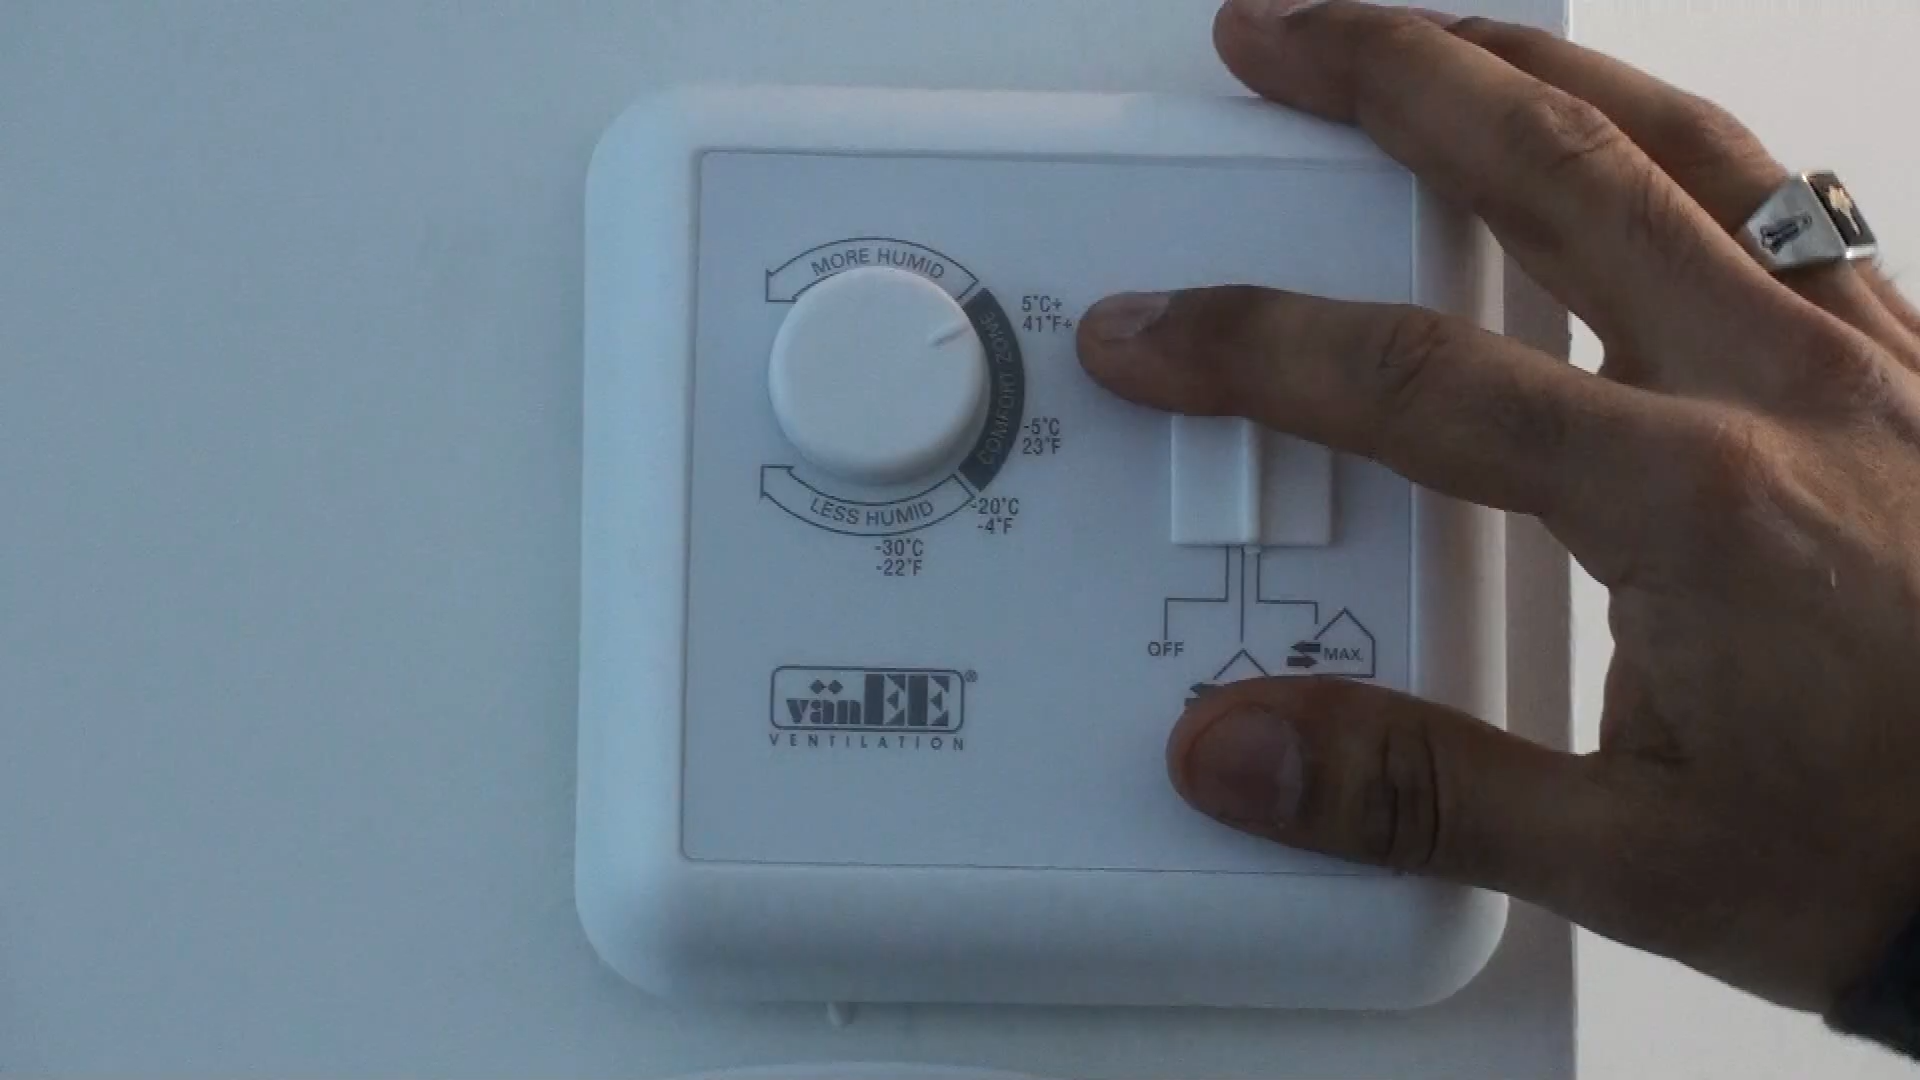 MORE HUMID
5°C+
41°F+
COMFORT ZONE
-5°C
23°F
-20°C
-4°F
LESS HUMID
-30°C
-22°F
OFF
MAX.
vänEE®
VENTILATION